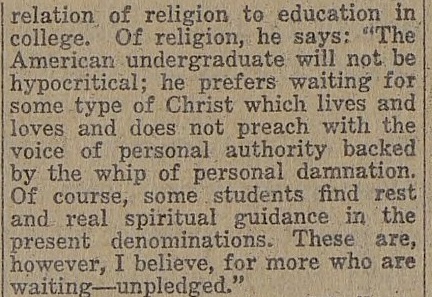 relation of religion to education in
college. Of religion, he says: "The
American undergraduate will not be
hypocritical; he prefers waiting for
some type of Christ which lives and
loves and does not preach with the
voice of personal authority backed
by the whip of personal damnation.
Of course, some students find rest
and real spiritual guidance in the
present denominations. These are,
however, I believe, for more who are
waiting—unpledged."